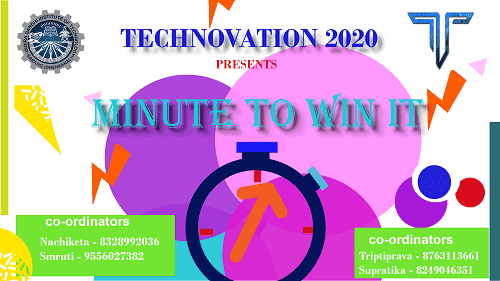 TECHNOVATION 2020
PRESENTS
MINUTE TO WIN IT
co-ordinators
Nachiketa - 8328992036
Smruti - 9556027382
co-ordinators
Triptiprava - 8763113661
Supratika - 8249046351